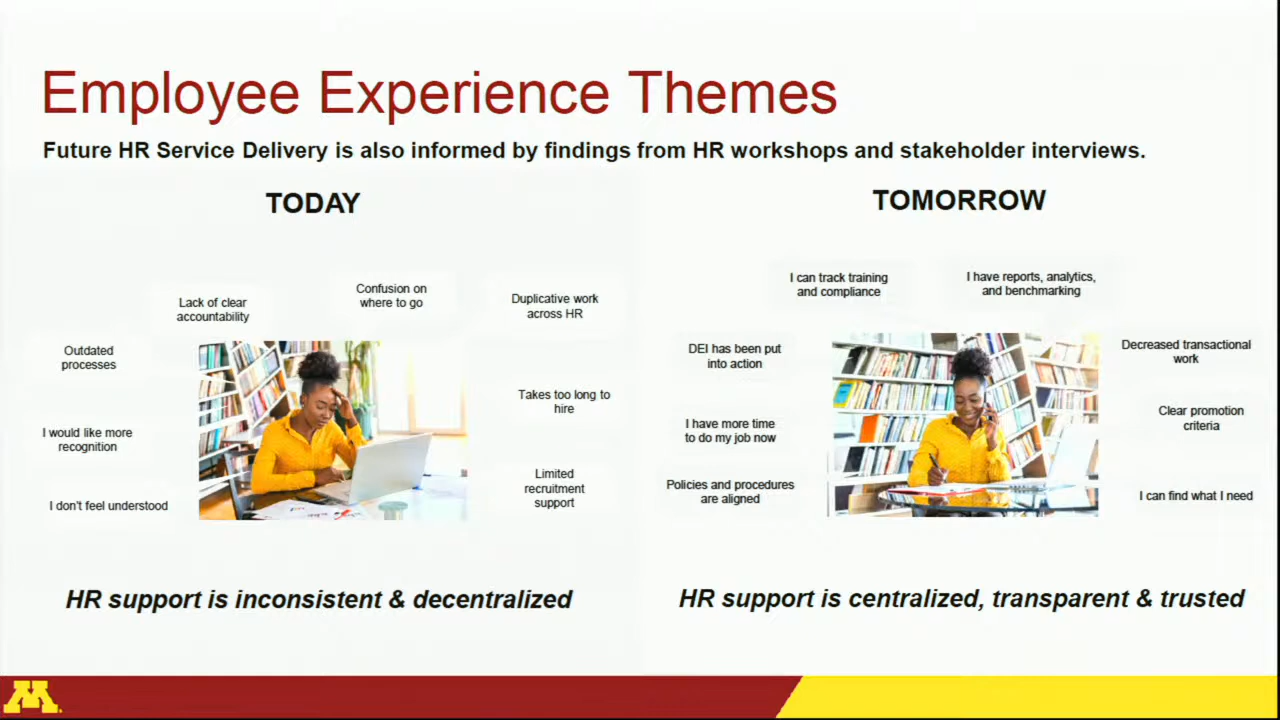 Employee Experience Themes
Future HR Service Delivery is also informed by findings from HR workshops and stakeholder interviews.
TODAY
Lack of clear
accountability
Confusion on
where to go
Duplicative work
across HR
Outdated
processes
Takes too long to
hire
I would like more
recognition
Limited
recruitment
support
I don't feel understood
HR support is inconsistent & decentralized
TOMORROW
I can track training
and compliance
I have reports, analytics,
and benchmarking
DEI has been put
into action
Decreased transactional
work
I have more time
to do my job now
Clear promotion
criteria
Policies and procedures
are aligned
I can find what I need
HR support is centralized, transparent & trusted
M